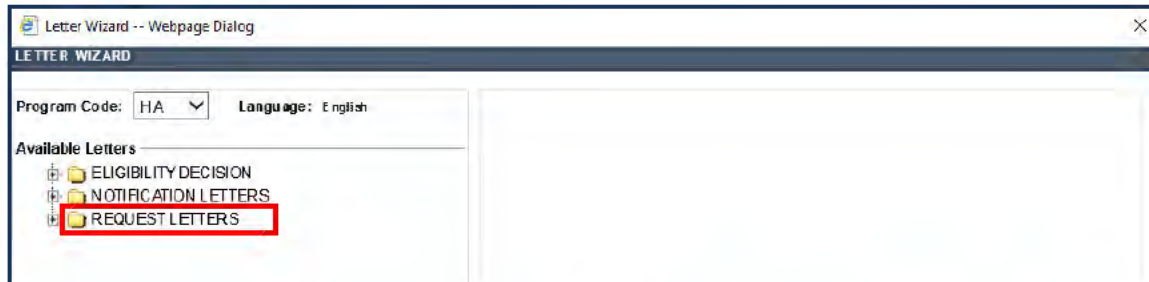 Letter Wizard -- Webpage Dialog
LETTER WIZARD
Program Code: HA Language: English
Available Letters
ELIGIBILITY DECISION
NOTIFICATION LETTERS
REQUEST LETTERS